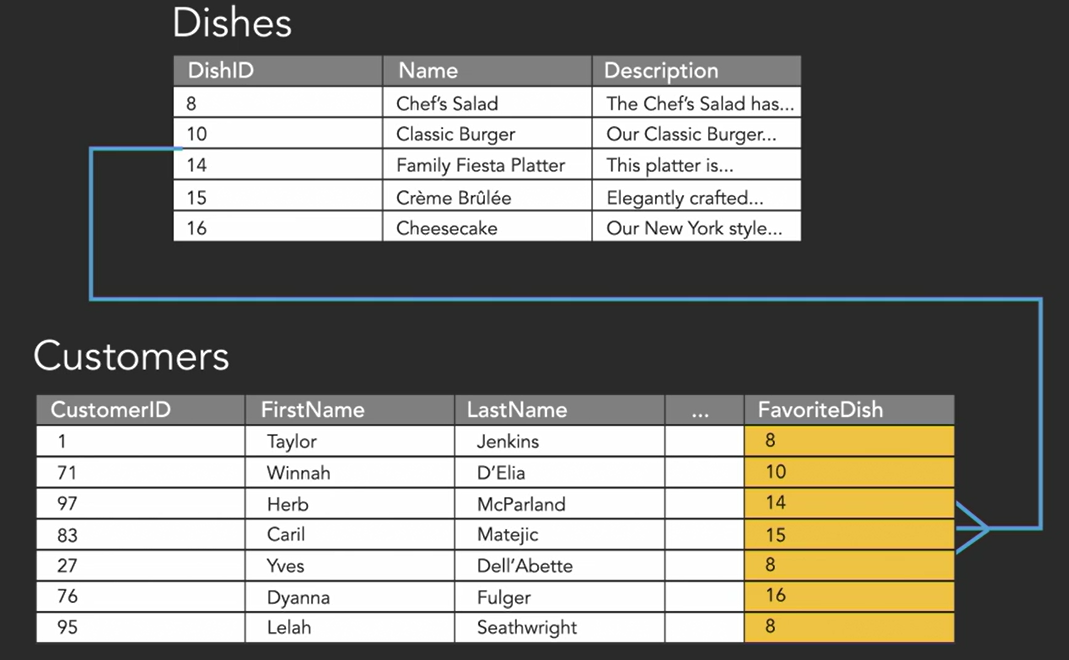 Dishes
DishID Name Description
8 Chef's Salad The Chef's Salad has...
10 Classic Burger Our Classic Burger...
14 Family Fiesta Platter This platter is...
15 Crème Brûlée Elegantly crafted...
16 Cheesecake Our New York style...
Customers
CustomerID FirstName LastName ... FavoriteDish
1 Taylor Jenkins 8
71 Winnah D'Elia 10
97 Herb McParland 14
83 Caril Matejic 15
27 Yves Dell'Abette 8
76 Dyanna Fulger 16
95 Lelah Seathwright 8